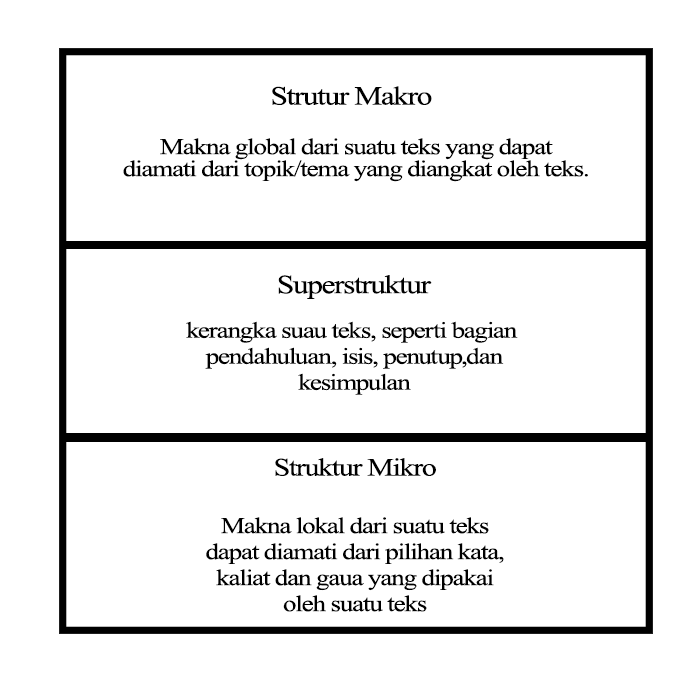 Strutur Makro
Makna global dari suatu teks yang dapat
diamati dari topik/tema yang diangkat oleh teks.
Superstruktur
kerangka suau teks, seperti bagian
pendahuluan, isis, penutup,dan
kesimpulan
Struktur Mikro
Makna lokal dari suatu teks
dapat diamati dari pilihan kata,
kaliat dan gaua yang dipakai
oleh suatu teks